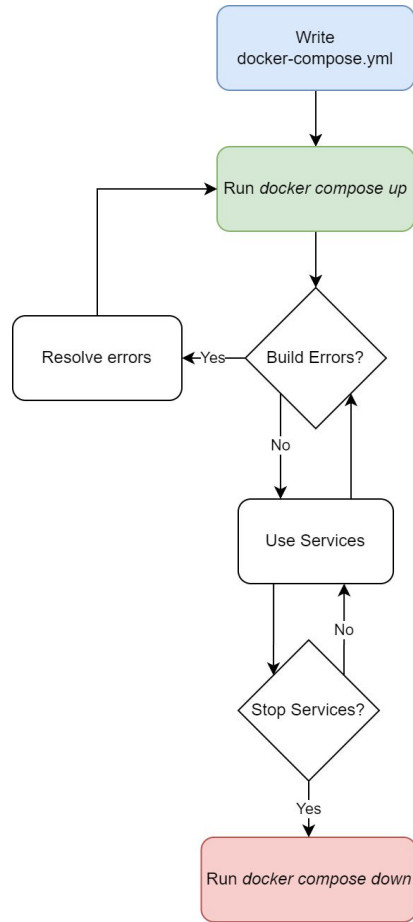 Write
docker-compose.yml
Run docker compose up
Resolve errors
Yes
Build Errors?
No
Use Services
No
Stop Services?
Yes
Run docker compose down